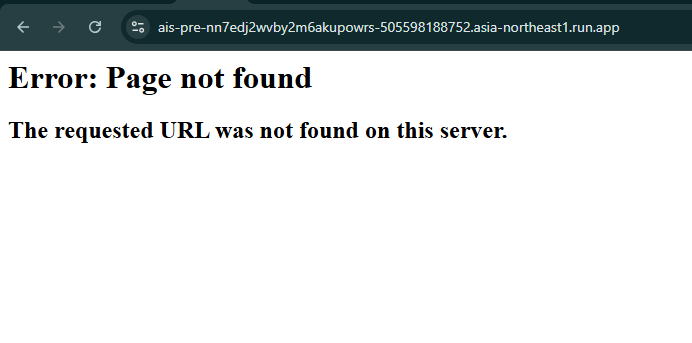 ais-pre-nn7edj2wvby2m6akupowrs-505598188752.asia-northeast1.run.app
Error: Page not found
The requested URL was not found on this server.